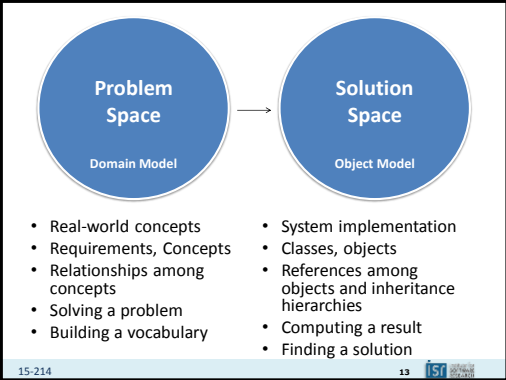 Problem
Space
Domain Model
Solution
Space
Object Model
• Real-world concepts
• Requirements, Concepts
• Relationships among
concepts
• Solving a problem
• Building a vocabulary
• System implementation
• Classes, objects
• References among
objects and inheritance
hierarchies
• Computing a result
• Finding a solution
15-214
13
isr
SOFTWARE
RESEARCH